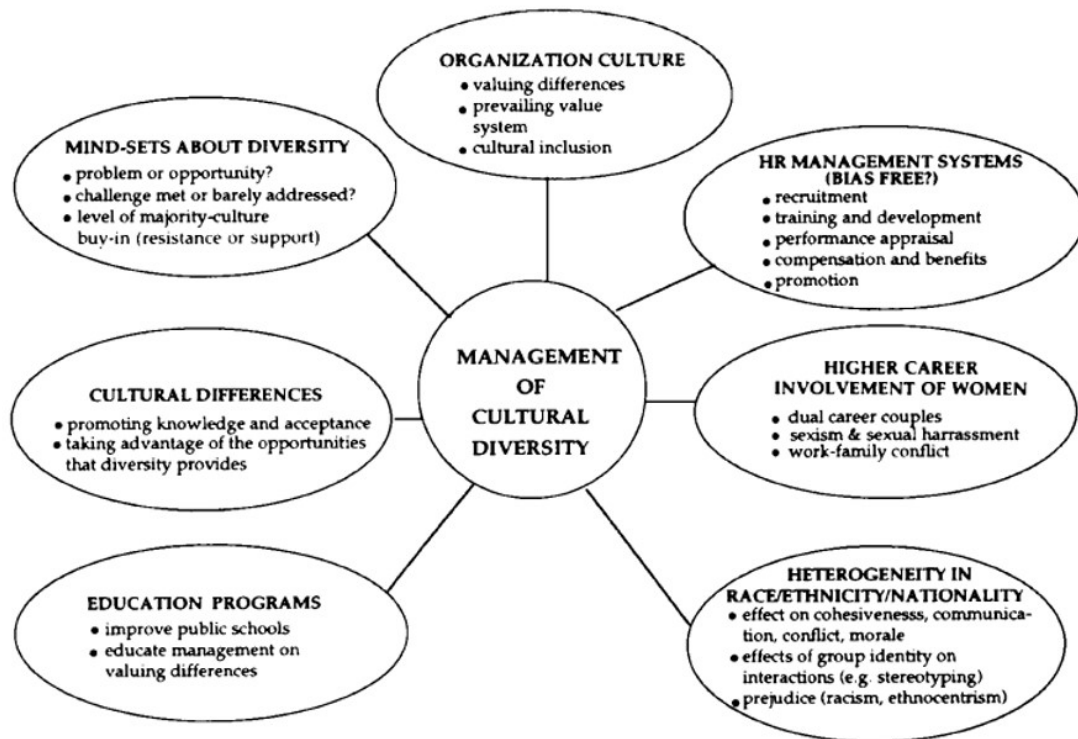 ORGANIZATION CULTURE
• valuing differences
• prevailing value
system
• cultural inclusion
MIND-SETS ABOUT DIVERSITY
• problem or opportunity?
• challenge met or barely addressed?
• level of majority-culture
buy-in (resistance or support)
HR MANAGEMENT SYSTEMS
(BIAS FREE?)
• recruitment
• training and development
• performance appraisal
• compensation and benefits
• promotion
MANAGEMENT
OF
CULTURAL
DIVERSITY
CULTURAL DIFFERENCES
• promoting knowledge and acceptance
• taking advantage of the opportunities
that diversity provides
HIGHER CAREER
INVOLVEMENT OF WOMEN
• dual career couples
• sexism & sexual harrassment
• work-family conflict
EDUCATION PROGRAMS
• improve public schools
• educate management on
valuing differences
HETEROGENEITY IN
RACE/ETHNICITY/NATIONALITY
• effect on cohesivenesss, communica-
tion, conflict, morale
• effects of group identity on
interactions (e.g. stereotyping)
• prejudice (racism, ethnocentrism)